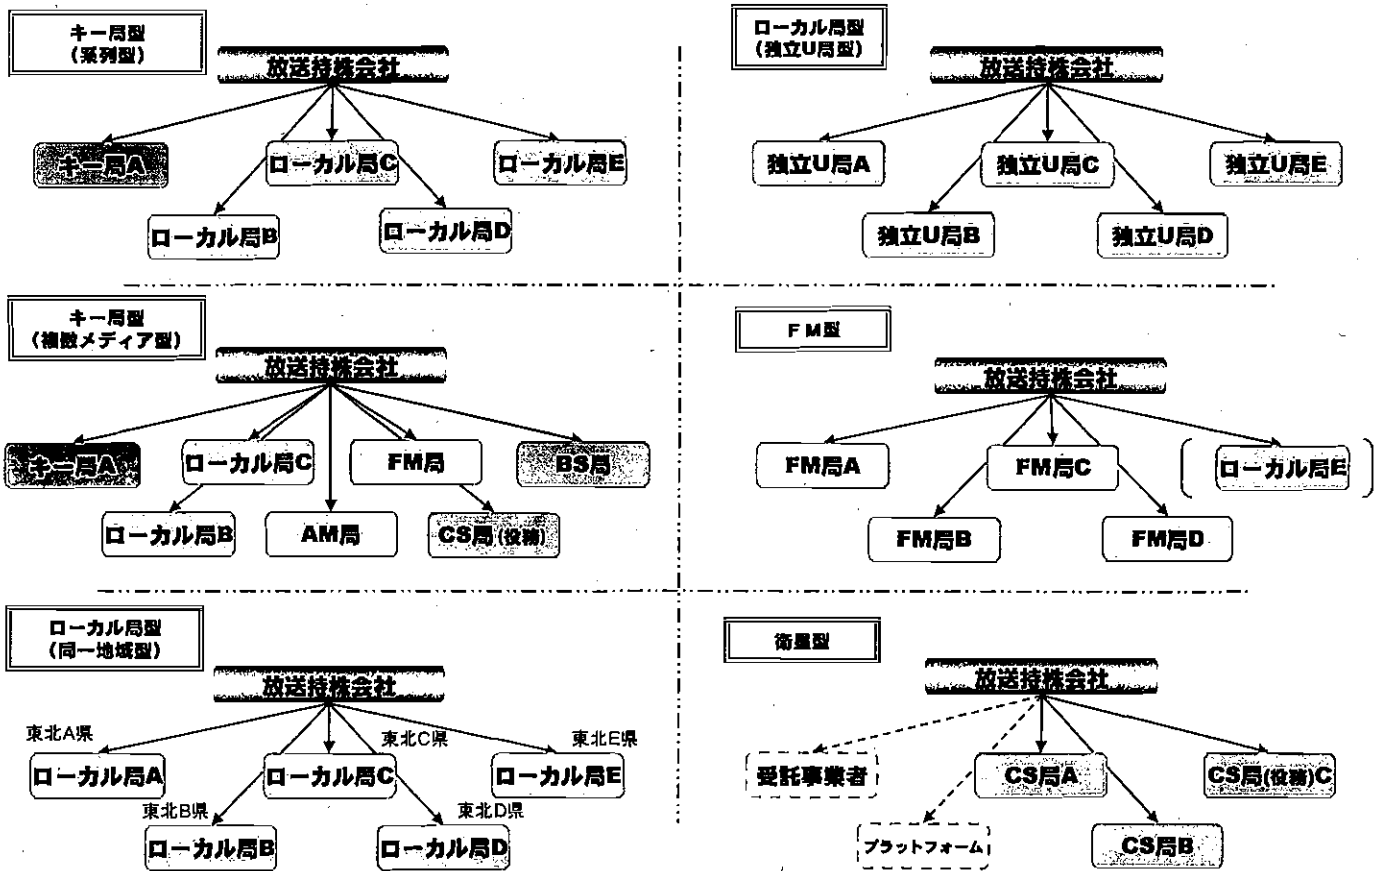 キー局型
(系列型)
放送持株会社
キー局A
ローカル局C
ローカル局E
ローカル局B
ローカル局D
ローカル局型
(独立U局型)
放送持株会社
独立U局A
独立U局C
独立U局E
独立U局B
独立U局D
キー局型
(複数メディア型)
放送持株会社
キー局A
ローカル局C
FM局
BS局
ローカル局B
AM局
CS局(役務)
FM型
放送持株会社
FM局A
FM局C
ローカル局E
FM局B
FM局D
ローカル局型
(同一地域型)
放送持株会社
東北A県
東北C県
東北E県
ローカル局A
ローカル局C
ローカル局E
東北B県
東北D県
ローカル局B
ローカル局D
衛星型
放送持株会社
受託事業者
CS局A
CS局(役務)C
プラットフォーム
CS局B